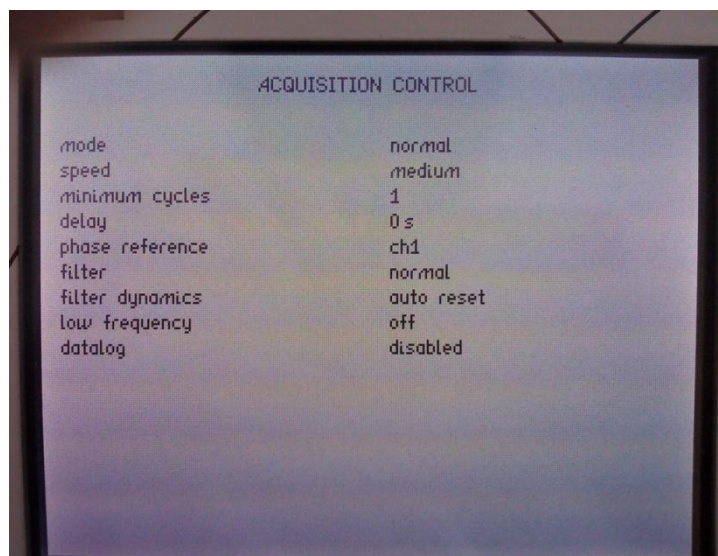 ACQUISITION CONTROL
mode normal
speed medium
minimum cycles 1
delay 0 s
phase reference ch1
filter normal
filter dynamics auto reset
low frequency off
datalog disabled